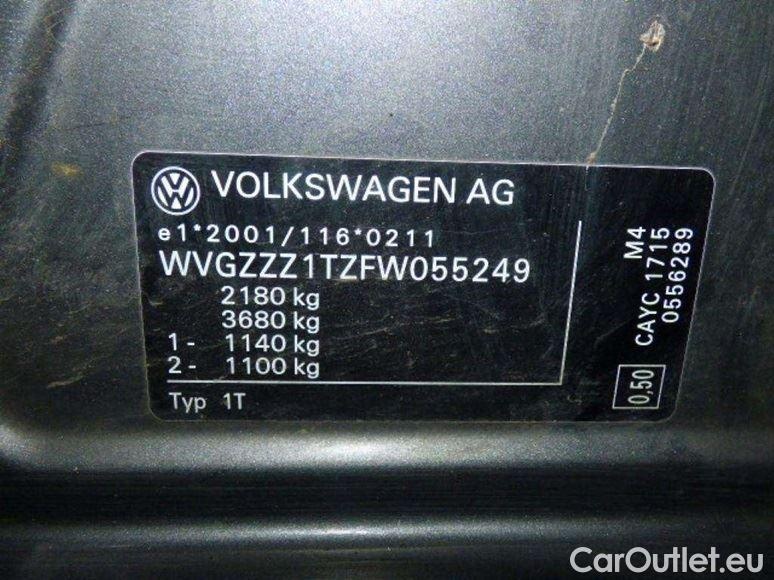 VOLKSWAGEN AG
e1*2001/116*0211
WVGZZZ1TZFW055249
2180 kg
3680 kg
1- 1140 kg
2- 1100 kg
Typ 1T
M4
CAYC 1715
0556289
0,50
CarOutlet.eu